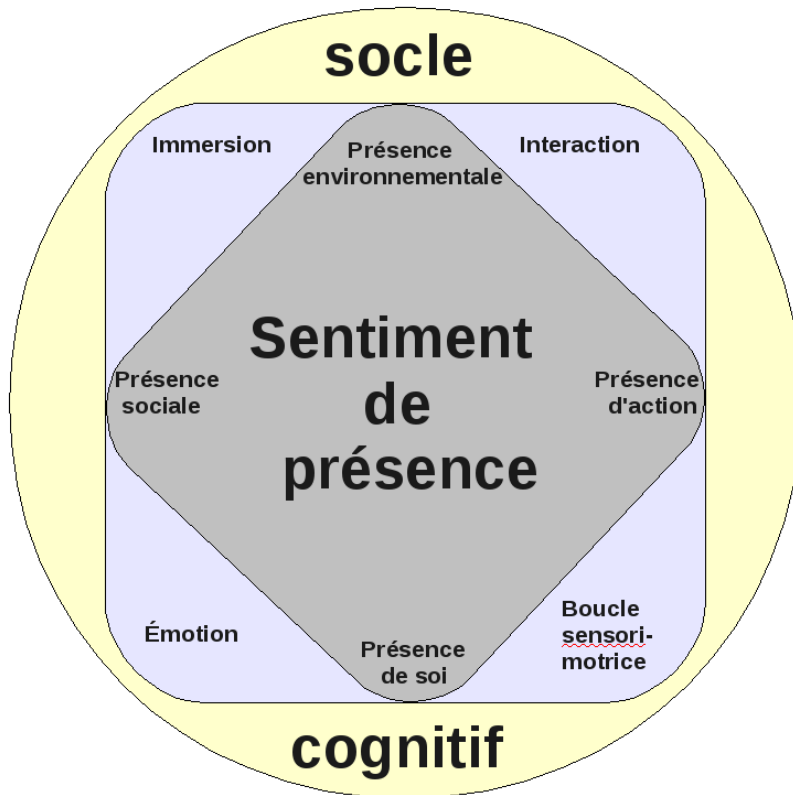 socle
Immersion
Interaction
Présence
environnementale
Sentiment
de
présence
Présence
sociale
Présence
d'action
Émotion
Boucle
sensori-
motrice
Présence
de soi
cognitif